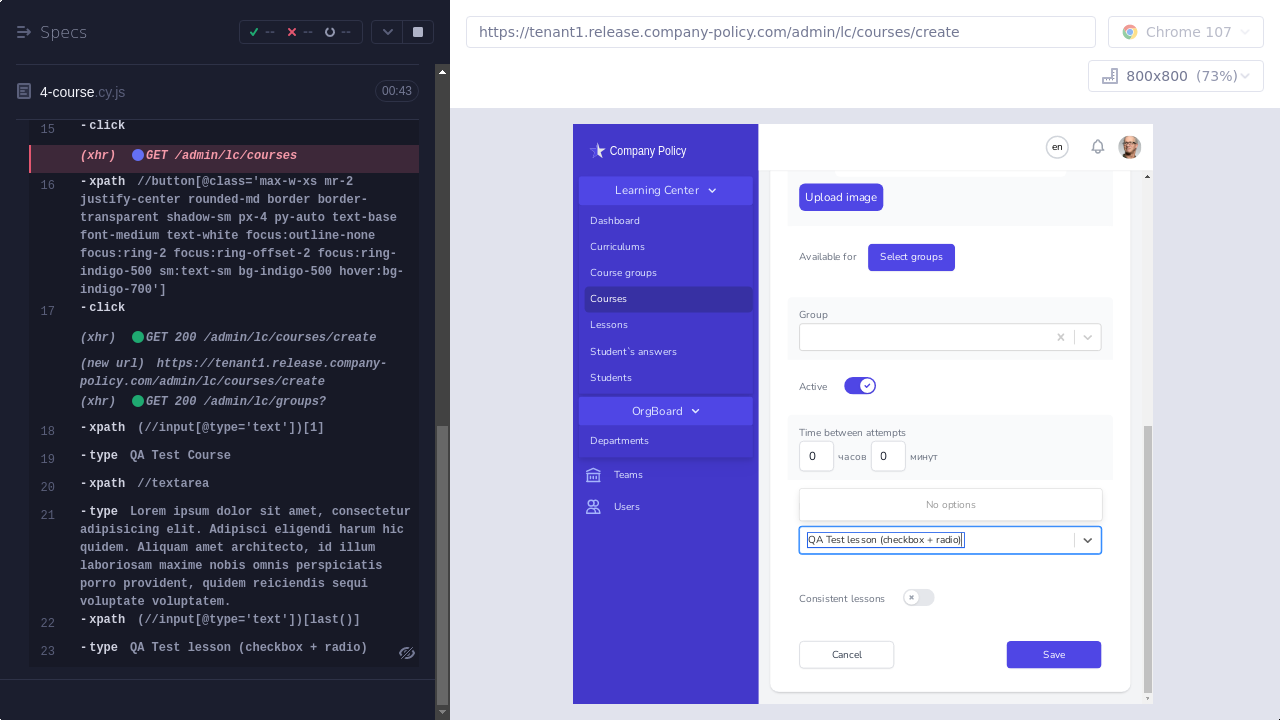 Specs
--
--
--
4-course.cy.js
00:43
15 -click
(xhr) GET /admin/lc/courses
16 -xpath //button[@class='max-w-xs mr-2
justify-center rounded-md border border-
transparent shadow-sm px-4 py-auto text-base
font-medium text-white focus:outline-none
focus:ring-2 focus:ring-offset-2 focus:ring-
indigo-500 sm:text-sm bg-indigo-500 hover:bg-
indigo-700']
17 -click
(xhr) GET 200 /admin/lc/courses/create
(new url) https://tenant1.release.company-
policy.com/admin/lc/courses/create
(xhr) GET 200 /admin/lc/groups?
18 -xpath (//input[@type='text'])[1]
19 -type QA Test Course
20 -xpath //textarea
21 -type Lorem ipsum dolor sit amet, consectetur
adipisicing elit. Adipisci eligendi harum hic
quidem. Aliquam amet architecto, id illum
laboriosam maxime nobis omnis perspiciatis
porro provident, quidem reiciendis sequi
voluptate voluptatem.
22 -xpath (//input[@type='text'])[last()]
23 -type QA Test lesson (checkbox + radio)
https://tenant1.release.company-policy.com/admin/lc/courses/create
Chrome 107
800x800 (73%)
Company Policy
Learning Center
Dashboard
Curriculums
Course groups
Courses
Lessons
Student`s answers
Students
OrgBoard
Departments
Teams
Users
en
Upload image
Available for
Select groups
Group
Active
Time between attempts
0 часов 0 минут
No options
QA Test lesson (checkbox + radio)
Consistent lessons
Cancel
Save